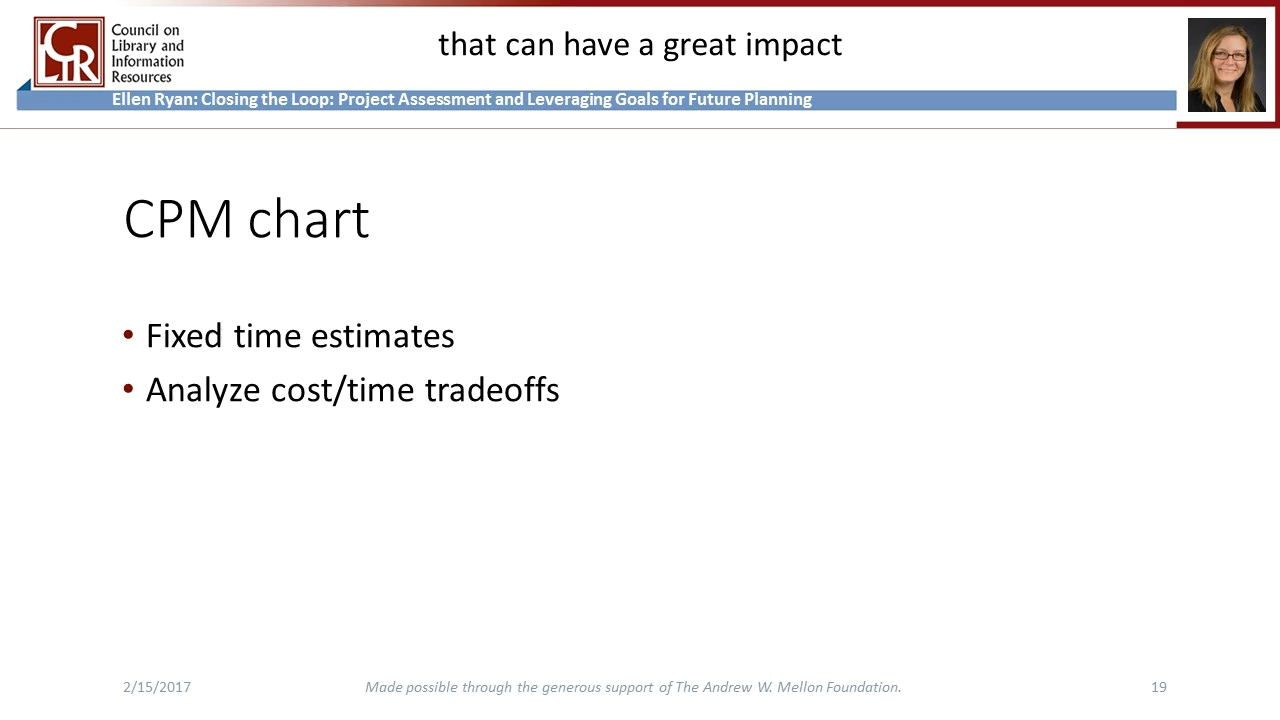 CLIR
Council on
Library and
Information
Resources
that can have a great impact
Ellen Ryan: Closing the Loop: Project Assessment and Leveraging Goals for Future Planning
CPM chart
• Fixed time estimates
• Analyze cost/time tradeoffs
2/15/2017
Made possible through the generous support of The Andrew W. Mellon Foundation.
19